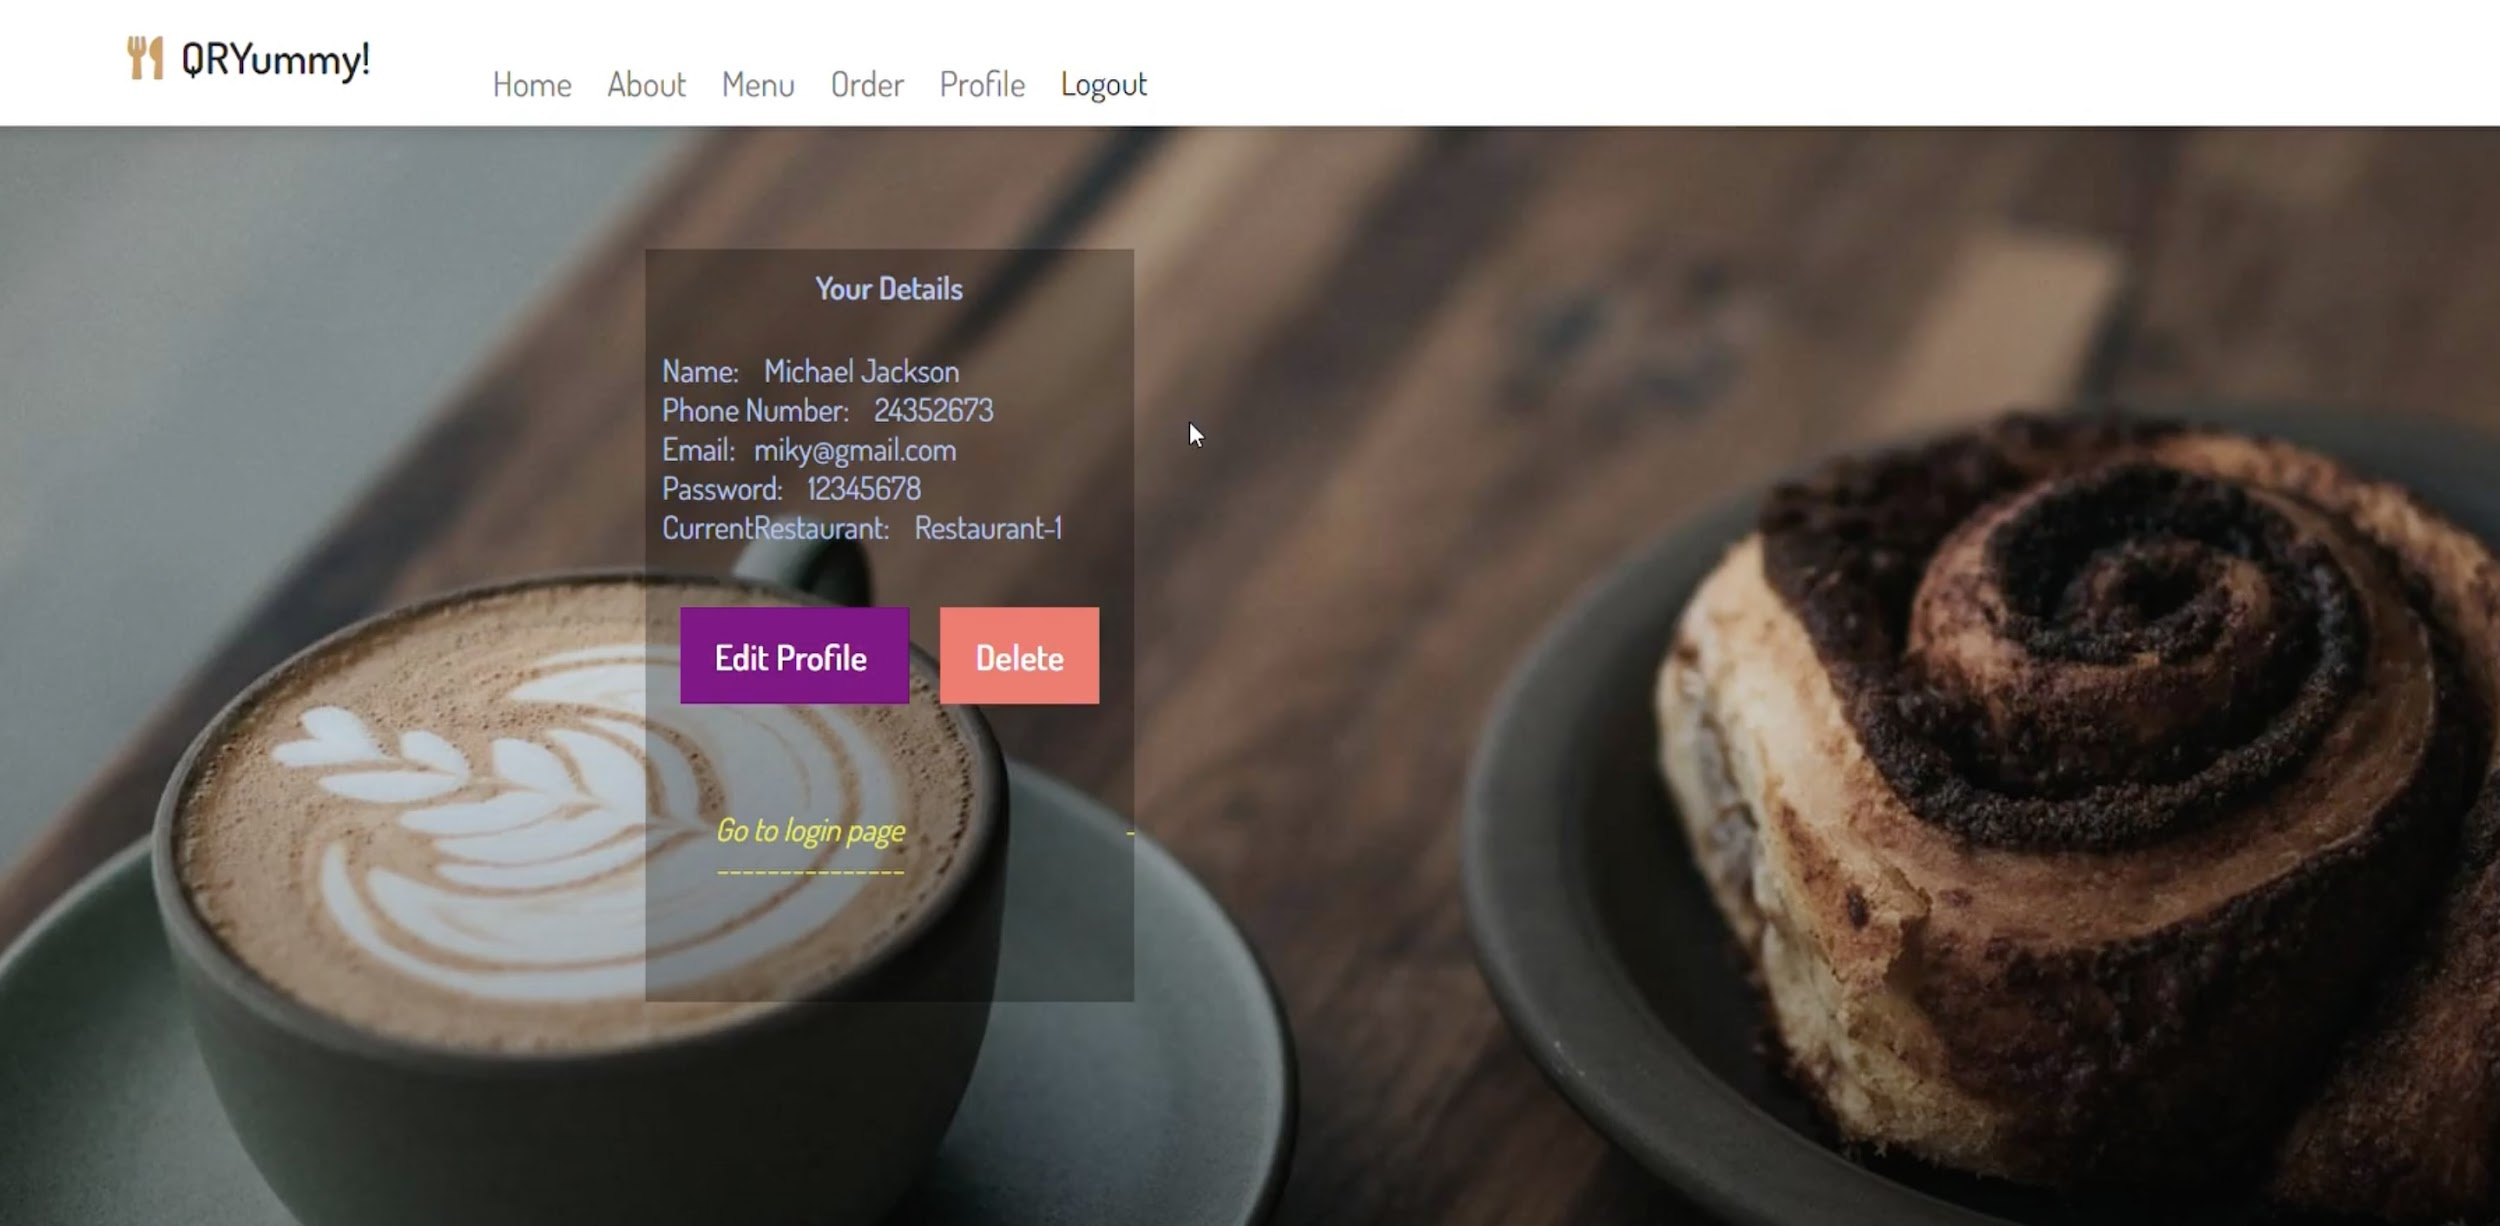 QRYummy!
Home About Menu Order Profile Logout
Your Details
Name: Michael Jackson
Phone Number: 24352673
Email: miky@gmail.com
Password: 12345678
CurrentRestaurant: Restaurant-1
Edit Profile Delete
Go to login page -
---------------